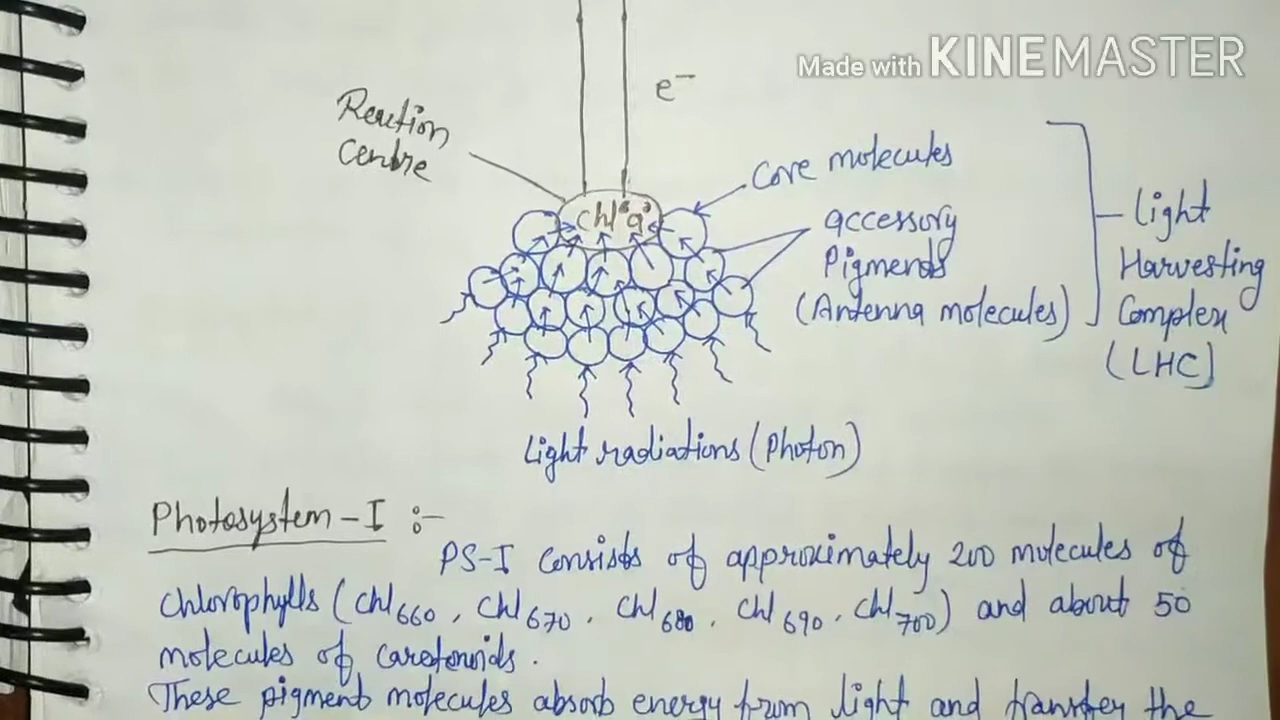 Made with KINEMASTER
e⁻
Reaction
centre
chl 'a'
core molecules
accessory
Pigments
(Antenna molecules)
Light
Harvesting
Complex
(LHC)
Light radiations (Photon)
Photosystem-I :-
PS-I consists of approximately 200 molecules of
chlorophylls (chl660, chl670, chl680, chl690, chl700) and about 50
molecules of carotenoids.
These pigment molecules absorb energy from light and transfer the